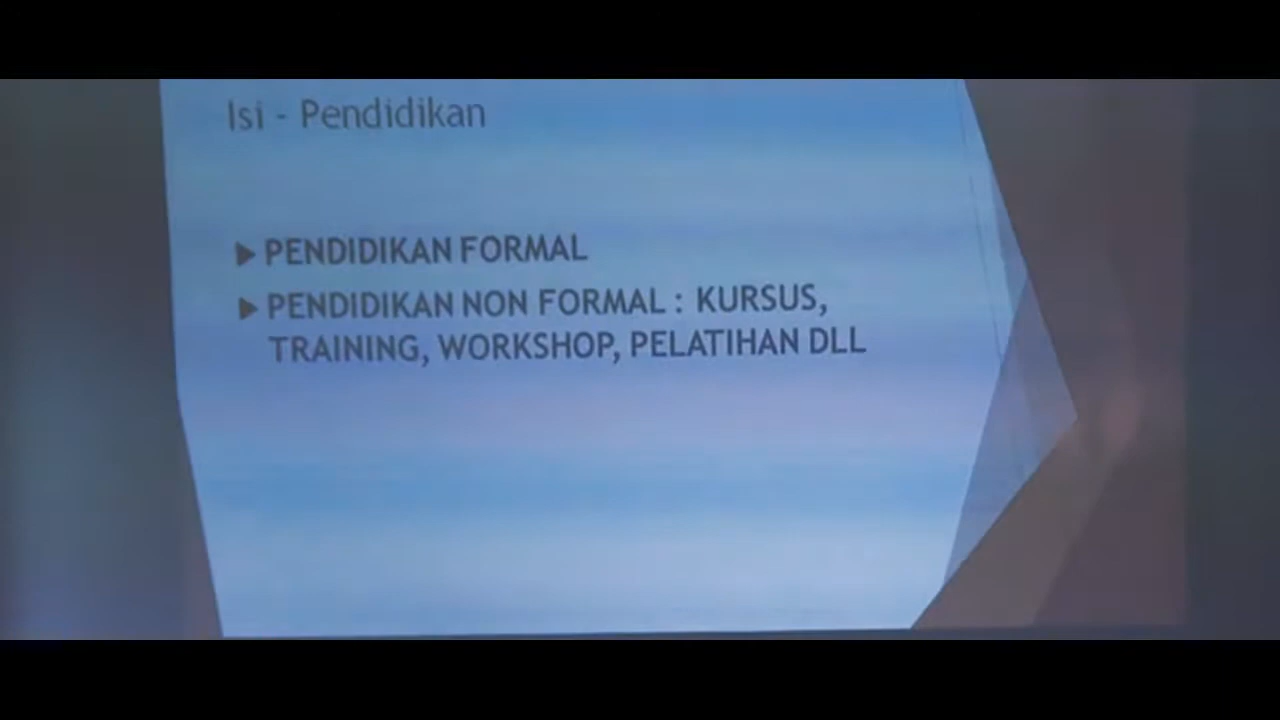 Isi - Pendidikan
PENDIDIKAN FORMAL
PENDIDIKAN NON FORMAL : KURSUS,
TRAINING, WORKSHOP, PELATIHAN DLL